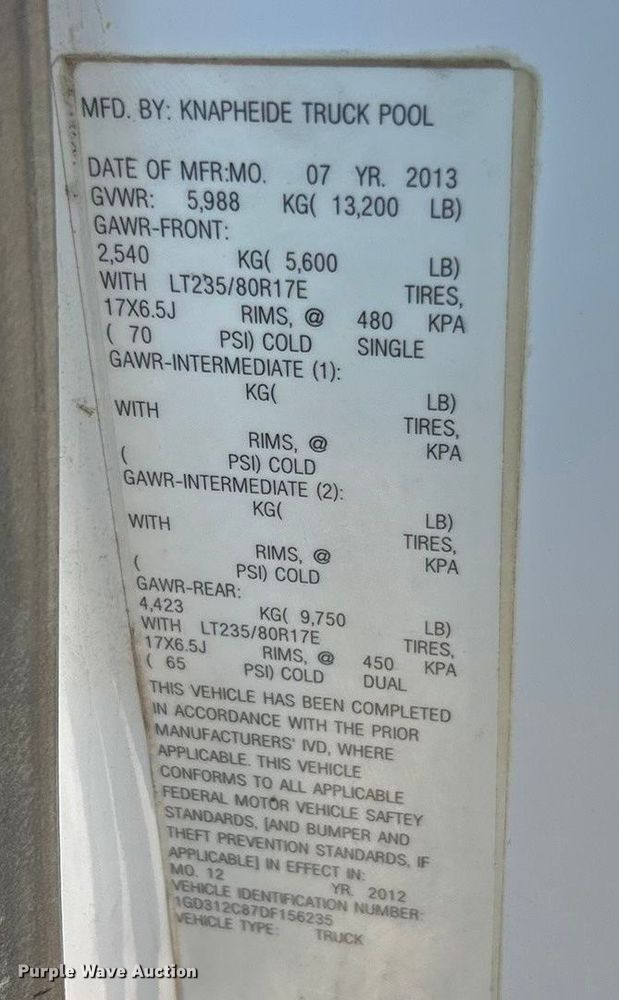 MFD. BY: KNAPHEIDE TRUCK POOL
DATE OF MFR:MO. 07 YR. 2013
GVWR: 5,988 KG( 13,200 LB)
GAWR-FRONT:
2,540 KG( 5,600 LB)
WITH LT235/80R17E TIRES,
17X6.5J RIMS, @ 480 KPA
( 70 PSI) COLD SINGLE
GAWR-INTERMEDIATE (1):
KG( LB)
WITH TIRES,
RIMS, @ KPA
( PSI) COLD
GAWR-INTERMEDIATE (2):
KG( LB)
WITH TIRES,
RIMS, @ KPA
( PSI) COLD
GAWR-REAR:
4,423 KG( 9,750 LB)
WITH LT235/80R17E TIRES,
17X6.5J RIMS, @ 450 KPA
( 65 PSI) COLD DUAL
THIS VEHICLE HAS BEEN COMPLETED
IN ACCORDANCE WITH THE PRIOR
MANUFACTURERS' IVD, WHERE
APPLICABLE. THIS VEHICLE
CONFORMS TO ALL APPLICABLE
FEDERAL MOTOR VEHICLE SAFTEY
STANDARDS, [AND BUMPER AND
THEFT PREVENTION STANDARDS, IF
APPLICABLE] IN EFFECT IN:
MO. 12 YR. 2012
VEHICLE IDENTIFICATION NUMBER:
1GD312C87DF156235
VEHICLE TYPE: TRUCK
Purple Wave Auction